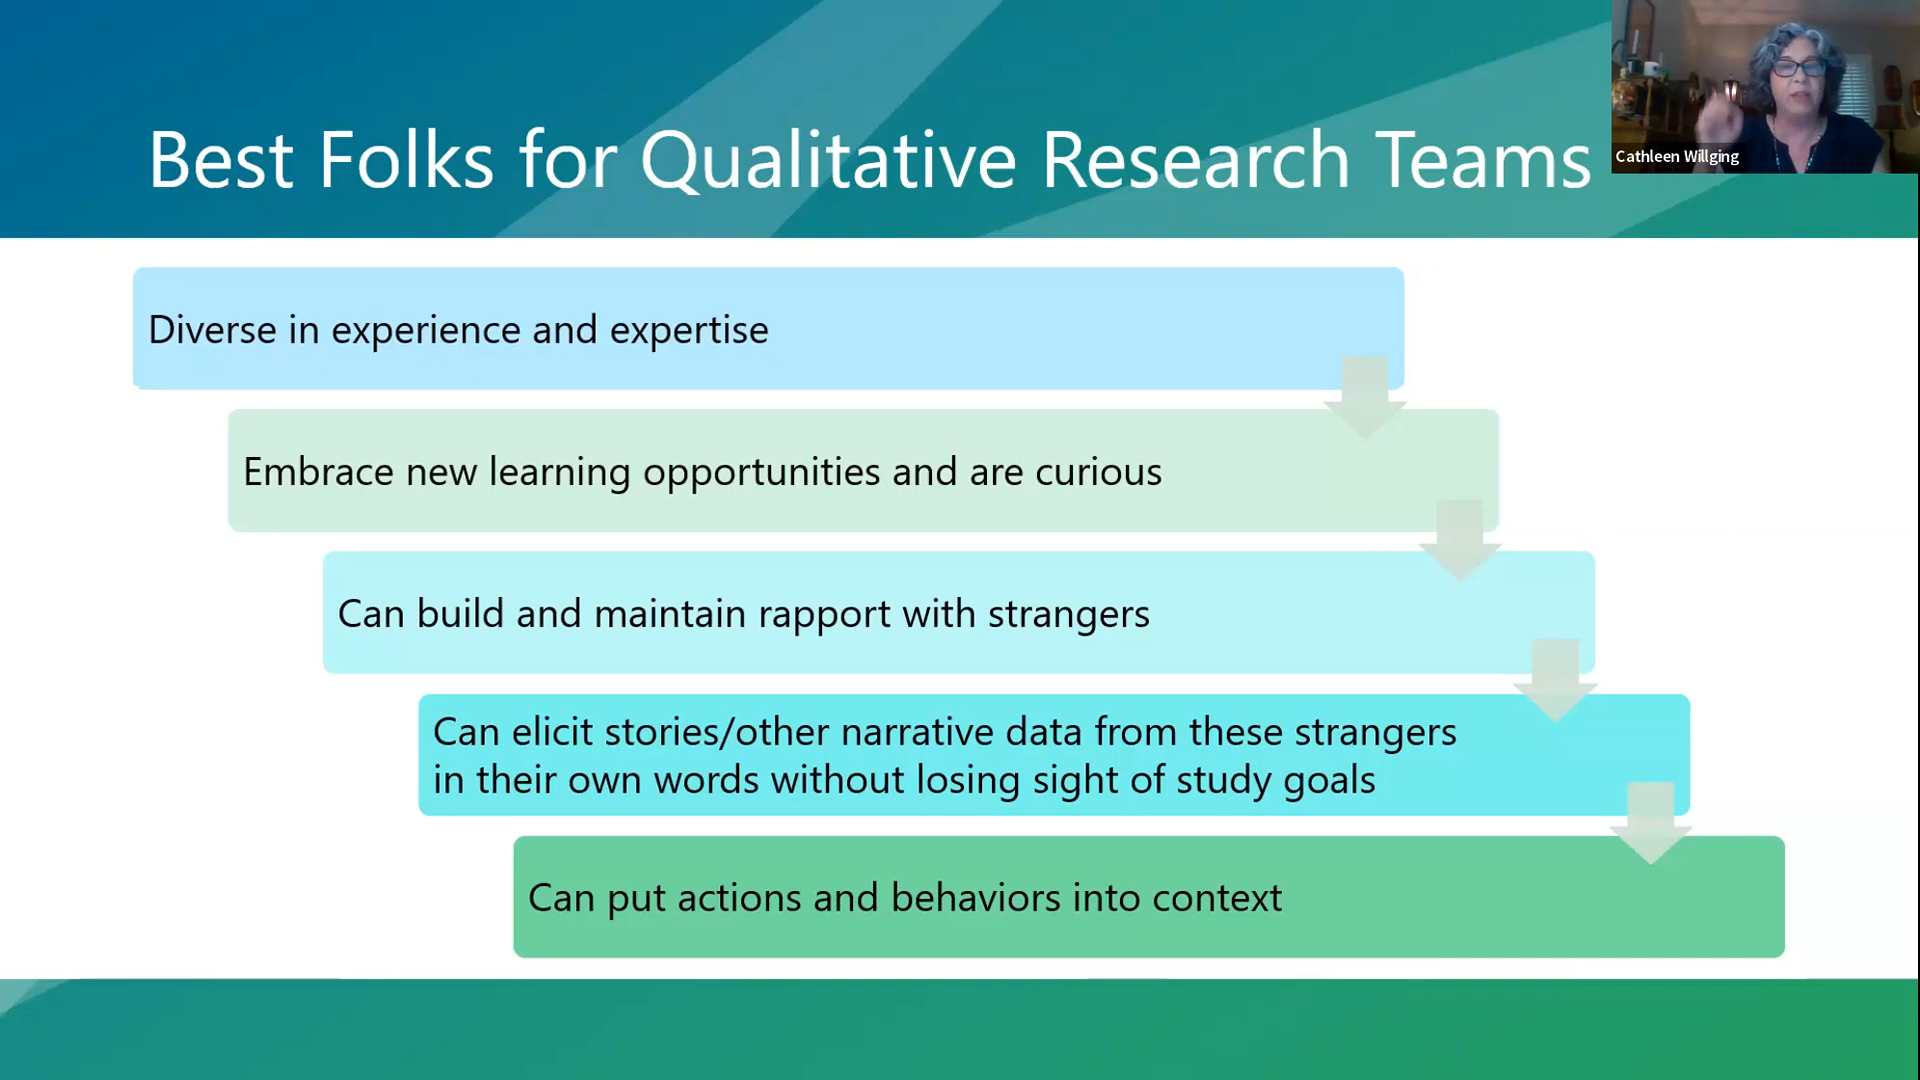 Best Folks for Qualitative Research Teams
Cathleen Willging
Diverse in experience and expertise
Embrace new learning opportunities and are curious
Can build and maintain rapport with strangers
Can elicit stories/other narrative data from these strangers
in their own words without losing sight of study goals
Can put actions and behaviors into context